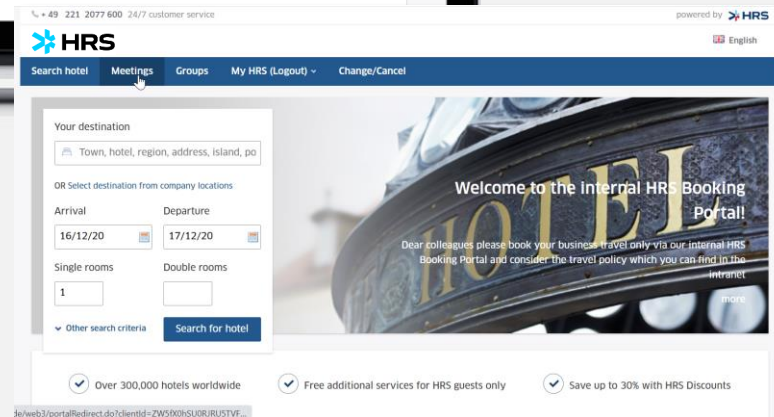 + 49 221 2077 600 24/7 customer service
powered by HRS
HRS
English
Search hotel Meetings Groups My HRS (Logout) Change/Cancel
Your destination
Town, hotel, region, address, island, po
OR Select destination from company locations
Arrival Departure
16/12/20 17/12/20
Single rooms Double rooms
1
Other search criteria Search for hotel
HOTEL
Welcome to the internal HRS Booking
Portal!
Dear colleagues please book your business travel only via our internal HRS
Booking Portal and consider the travel policy which you can find in the
intranet
more
Over 300,000 hotels worldwide Free additional services for HRS guests only Save up to 30% with HRS Discounts